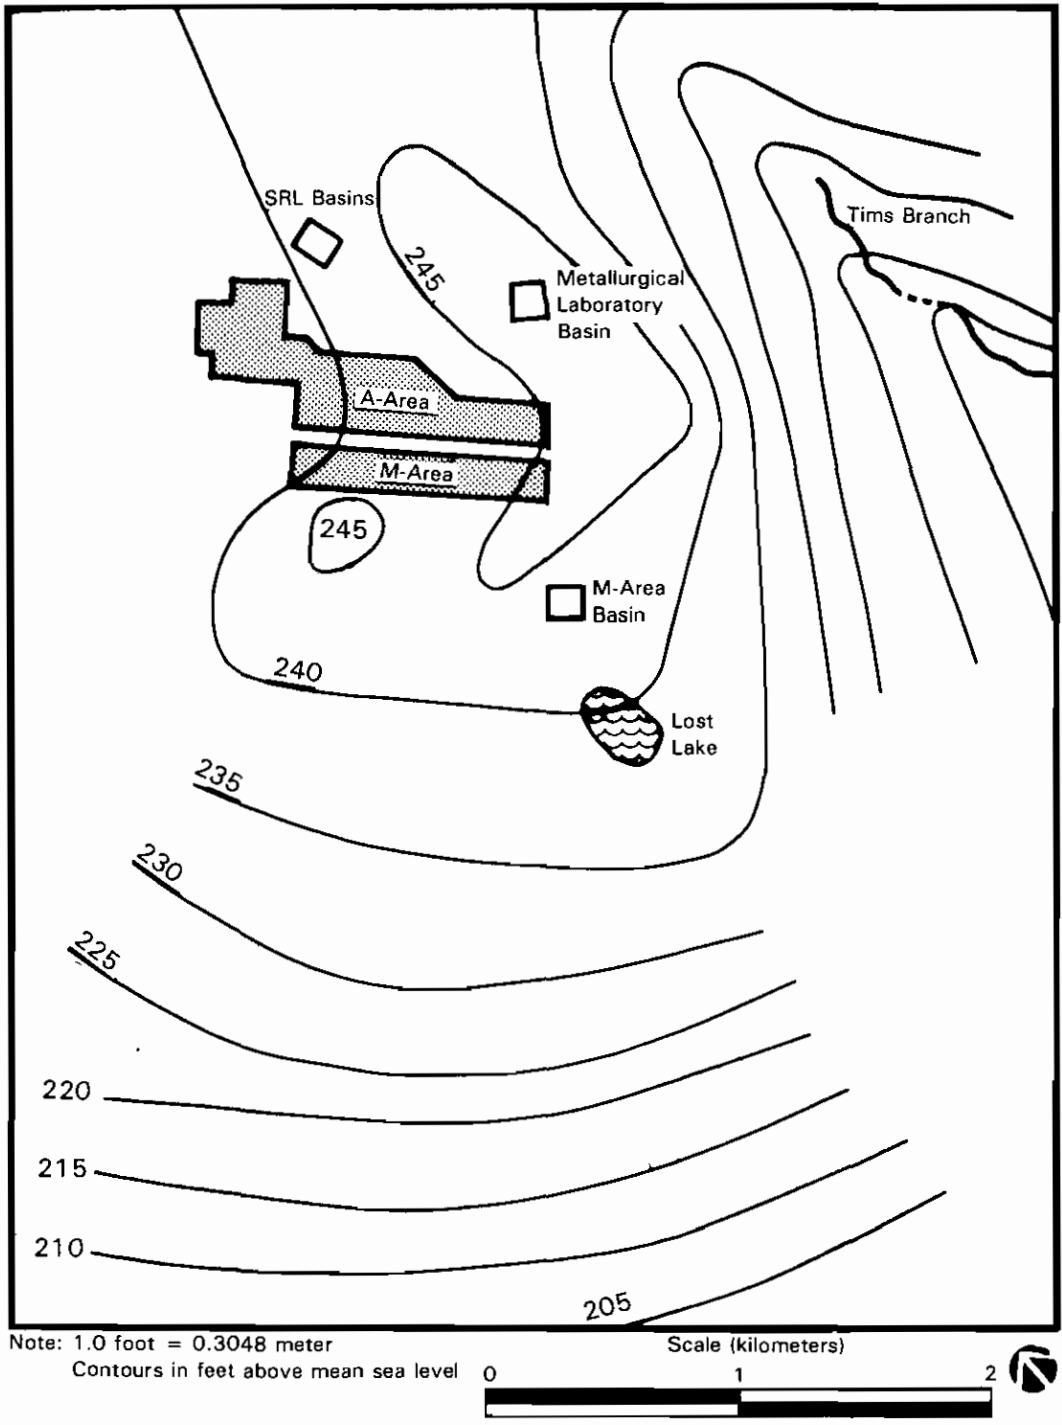 SRL Basins
Tims Branch
245
Metallurgical
Laboratory
Basin
A-Area
M-Area
245
M-Area
Basin
240
Lost
Lake
235
230
225
220
215
210
205
Note: 1.0 foot = 0.3048 meter
Contours in feet above mean sea level
Scale (kilometers)
0 1 2